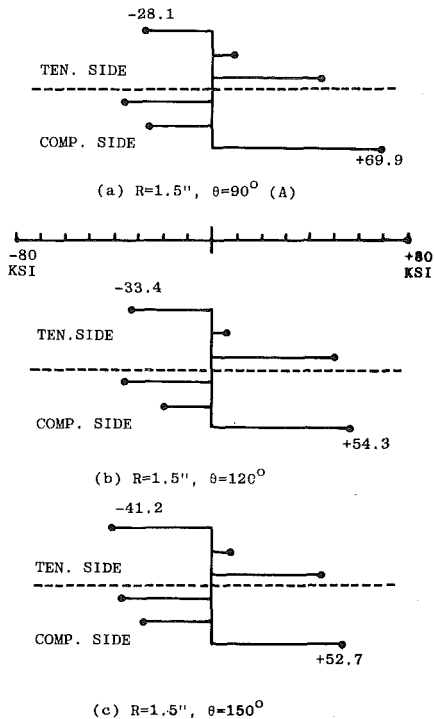 -28.1
TEN. SIDE
COMP. SIDE
+69.9
(a) R=1.5", θ=90° (A)
-80 +80
KSI KSI
-33.4
TEN.SIDE
COMP. SIDE
+54.3
(b) R=1.5", θ=120°
-41.2
TEN. SIDE
COMP. SIDE
+52.7
(c) R=1.5", θ=150°